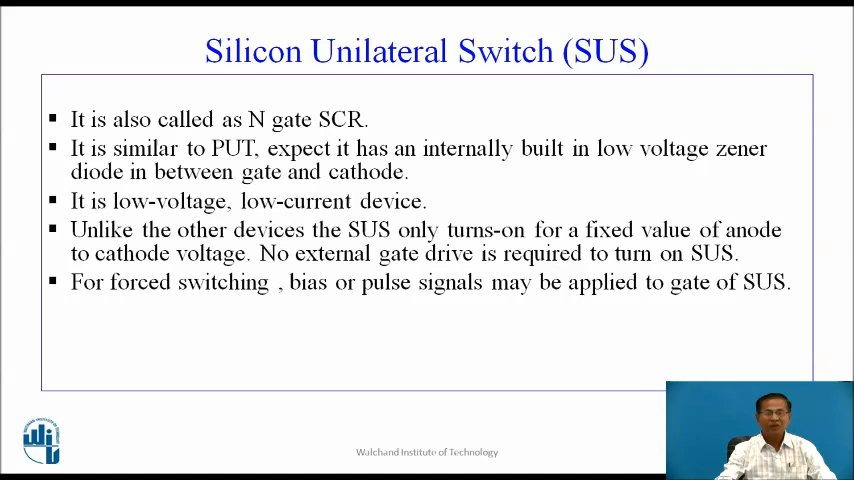 Silicon Unilateral Switch (SUS)
▪ It is also called as N gate SCR.
▪ It is similar to PUT, expect it has an internally built in low voltage zener
diode in between gate and cathode.
▪ It is low-voltage, low-current device.
▪ Unlike the other devices the SUS only turns-on for a fixed value of anode
to cathode voltage. No external gate drive is required to turn on SUS.
▪ For forced switching , bias or pulse signals may be applied to gate of SUS.
Walchand Institute of Technology